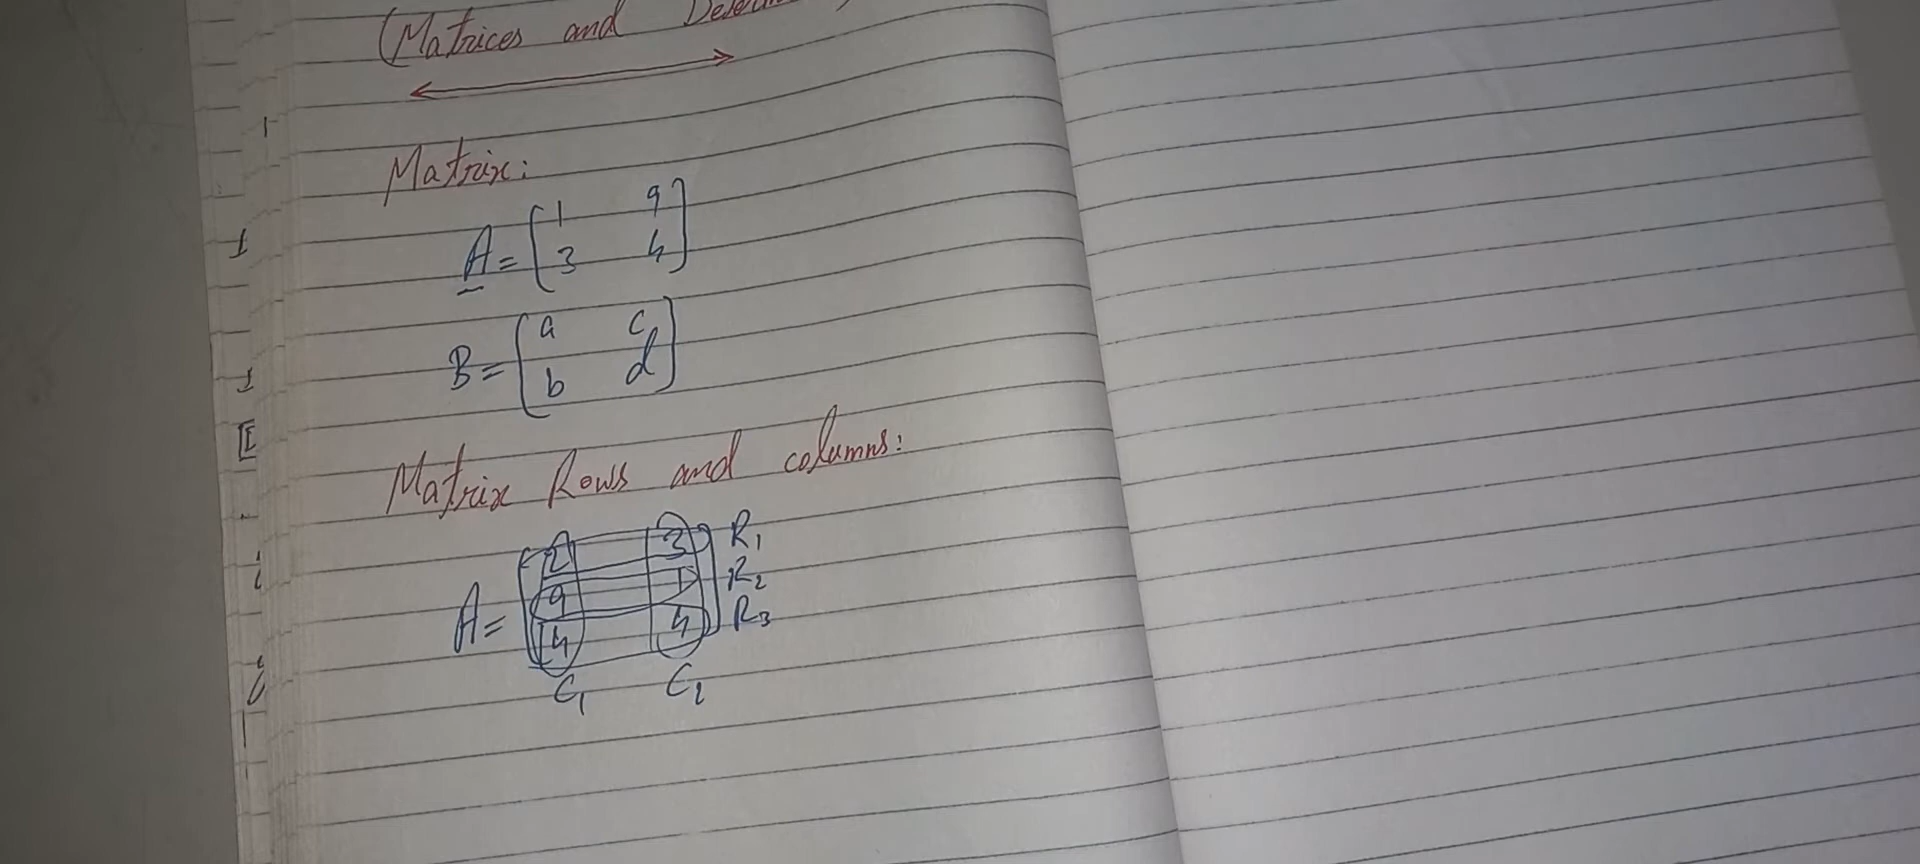 (Matrices and
Matrix:
A = [1 9
3 4]
B = [a c
b d]
Matrix Rows and columns:
A = [2 3 R₁
9 1 R₂
4 4] R₃
C₁ C₂